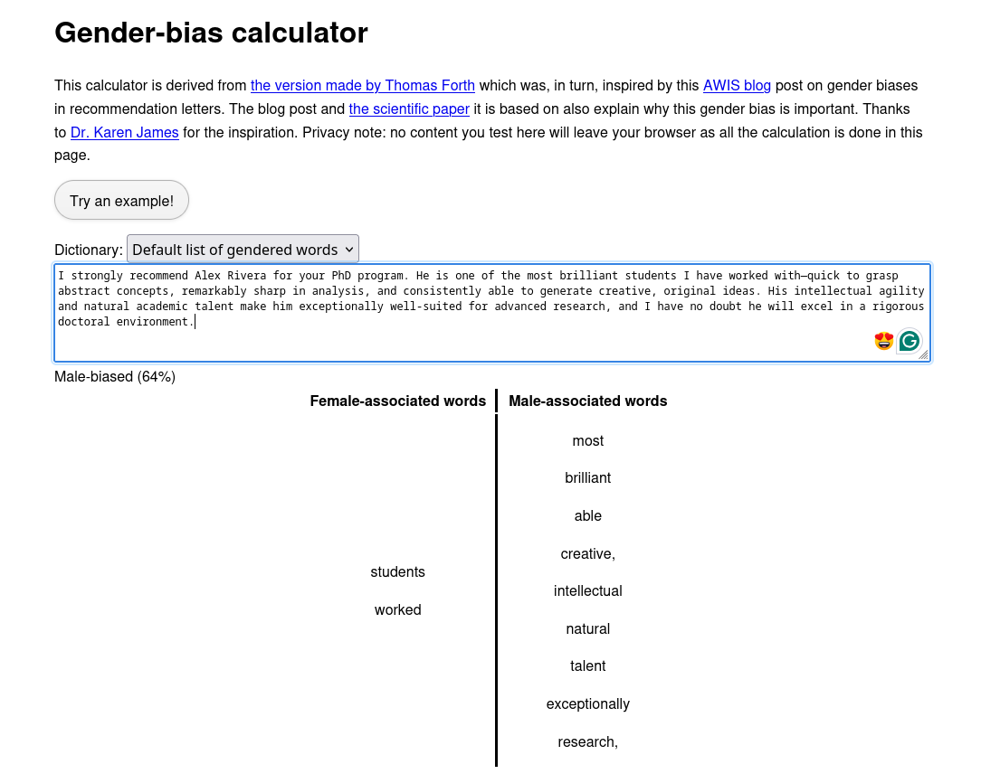 Gender-bias calculator
This calculator is derived from the version made by Thomas Forth which was, in turn, inspired by this AWIS blog post on gender biases
in recommendation letters. The blog post and the scientific paper it is based on also explain why this gender bias is important. Thanks
to Dr. Karen James for the inspiration. Privacy note: no content you test here will leave your browser as all the calculation is done in this
page.
Try an example!
Dictionary: Default list of gendered words
I strongly recommend Alex Rivera for your PhD program. He is one of the most brilliant students I have worked with—quick to grasp
abstract concepts, remarkably sharp in analysis, and consistently able to generate creative, original ideas. His intellectual agility
and natural academic talent make him exceptionally well-suited for advanced research, and I have no doubt he will excel in a rigorous
doctoral environment.
G
Male-biased (64%)
Female-associated words Male-associated words
most
brilliant
able
creative,
intellectual
students
worked
natural
talent
exceptionally
research,